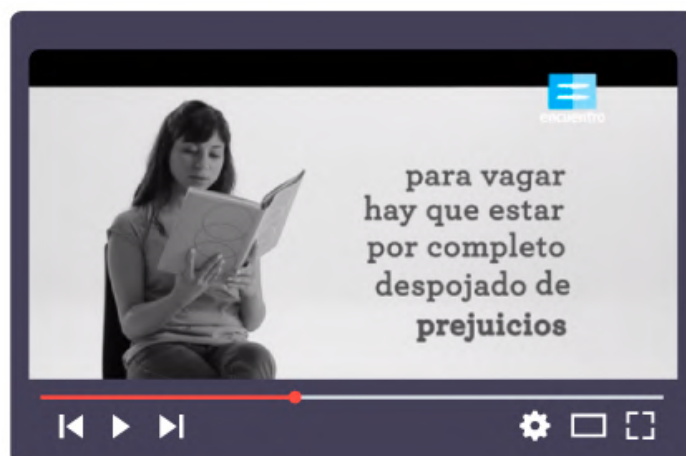 encuentro
para vagar
hay que estar
por completo
despojado de
prejuicios